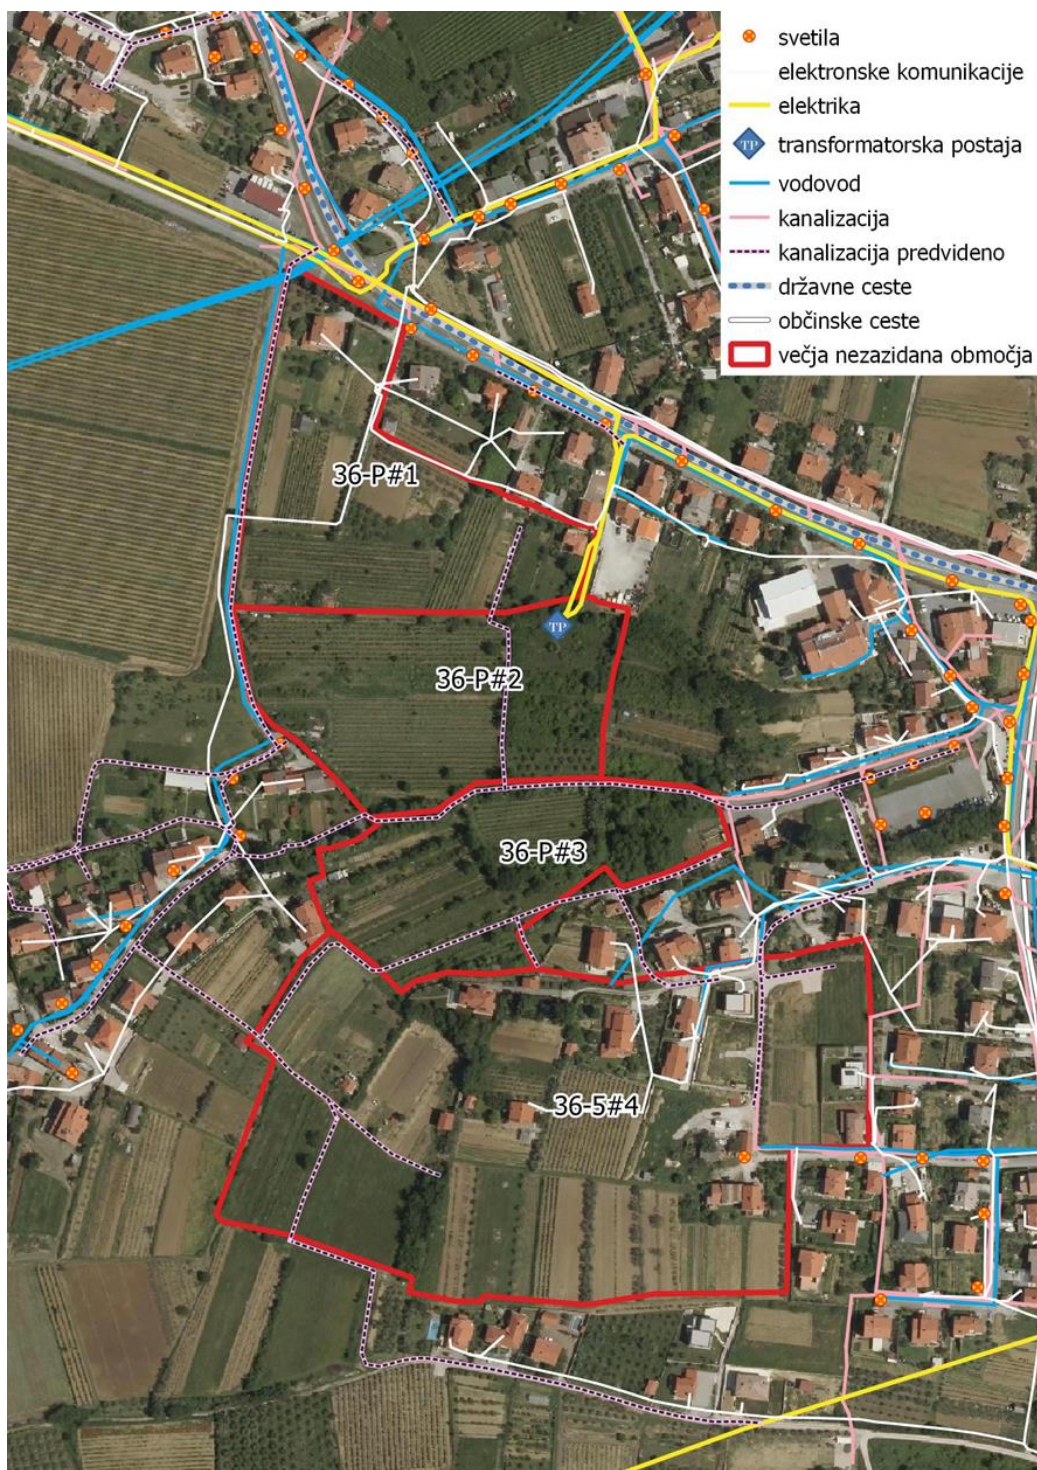 svetila
elektronske komunikacije
elektrika
TP transformatorska postaja
vodovod
kanalizacija
kanalizacija predvideno
državne ceste
občinske ceste
večja nezazidana območja
36-P#1
TP
36-P#2
36-P#3
36-5#4